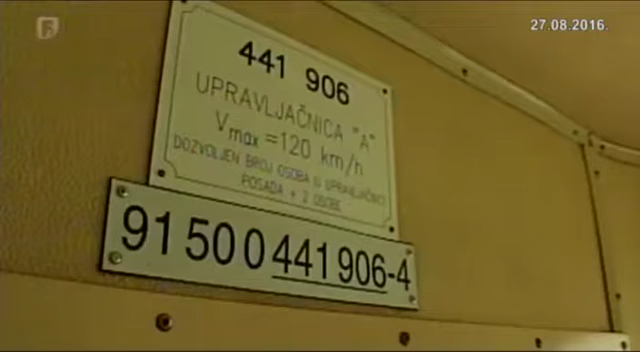 27.08.2016.
441 906
UPRAVLJAČNICA "A"
Vmax =120 km/h
DOZVOLJEN BROJ OSOBA U UPRAVLJAČNICI
POSADA + 2 OSOBE
91 50 0 441 906-4